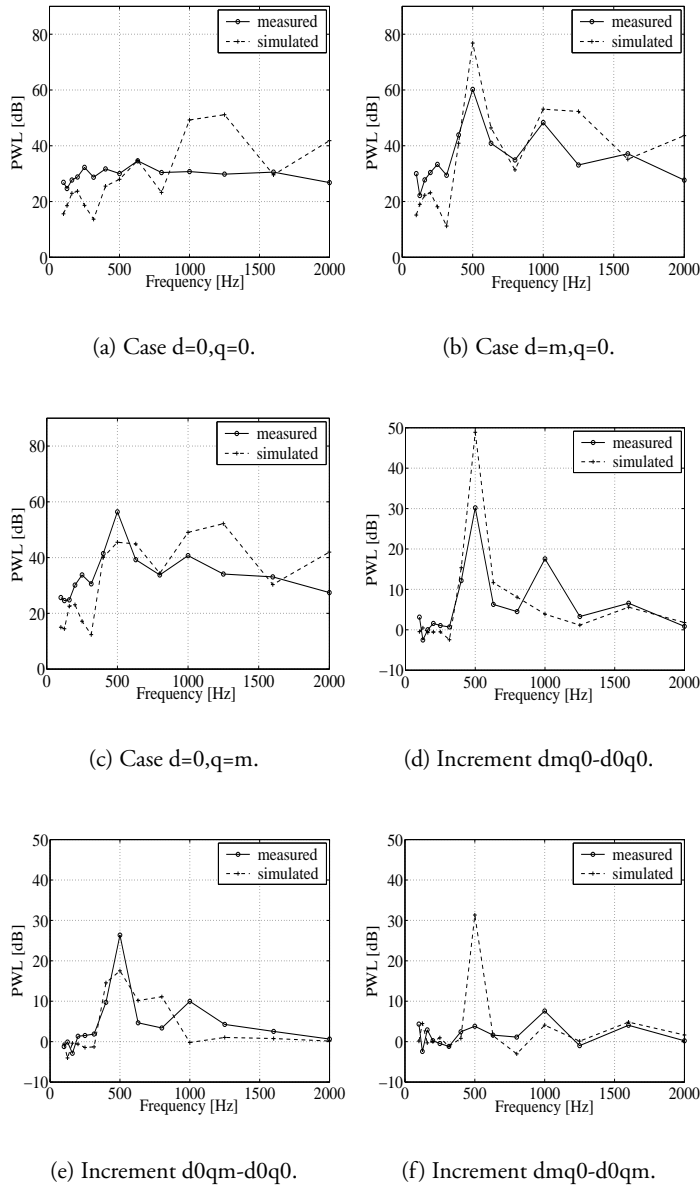 measured
simulated
80
60
40
20
0
PWL [dB]
0 500 1000 1500 2000
Frequency [Hz]
(a) Case d=0,q=0.
measured
simulated
80
60
40
20
0
PWL [dB]
0 500 1000 1500 2000
Frequency [Hz]
(b) Case d=m,q=0.
measured
simulated
80
60
40
20
0
PWL [dB]
0 500 1000 1500 2000
Frequency [Hz]
(c) Case d=0,q=m.
measured
simulated
50
40
30
20
10
0
−10
PWL [dB]
0 500 1000 1500 2000
Frequency [Hz]
(d) Increment dmq0-d0q0.
measured
simulated
50
40
30
20
10
0
−10
PWL [dB]
0 500 1000 1500 2000
Frequency [Hz]
(e) Increment d0qm-d0q0.
measured
simulated
50
40
30
20
10
0
−10
PWL [dB]
0 500 1000 1500 2000
Frequency [Hz]
(f) Increment dmq0-d0qm.